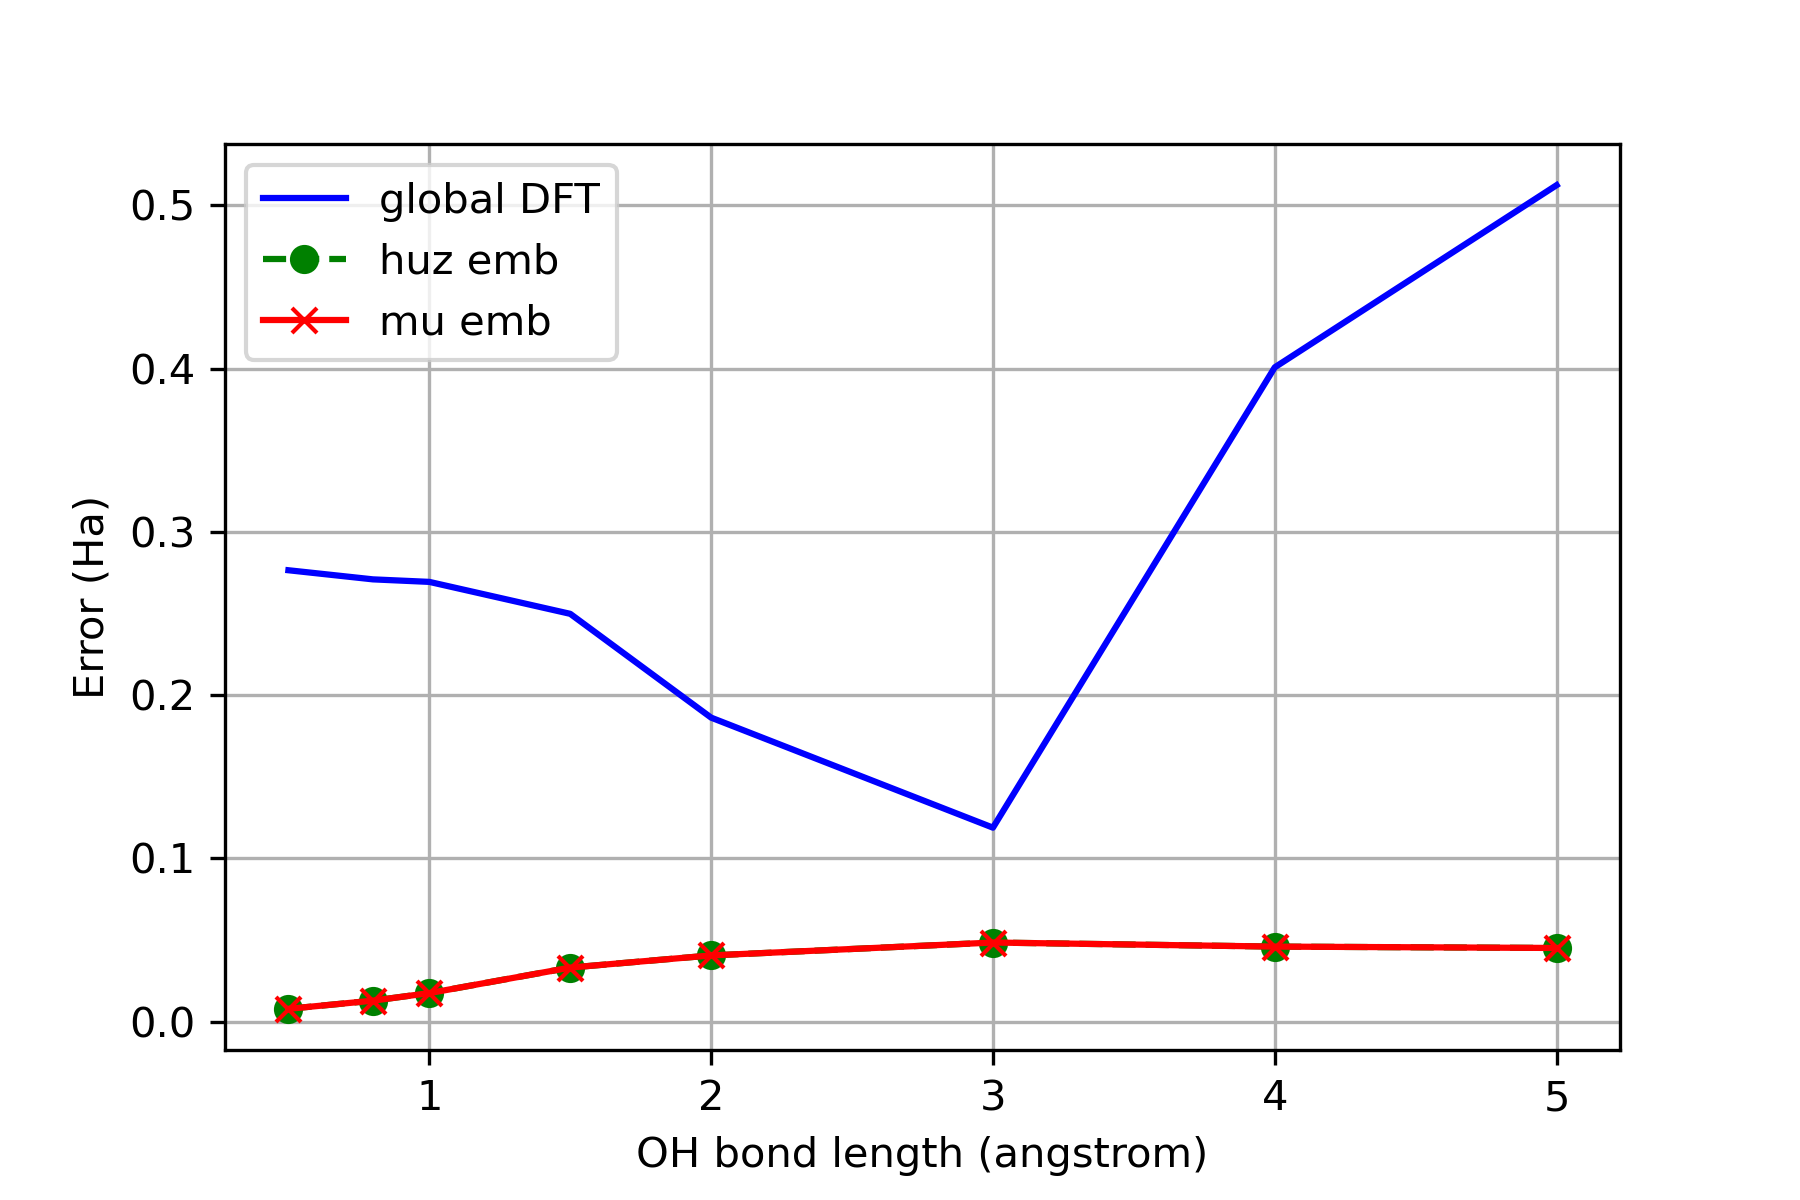 global DFT
huz emb
mu emb
0.5
0.4
0.3
0.2
0.1
0.0
Error (Ha)
1 2 3 4 5
OH bond length (angstrom)